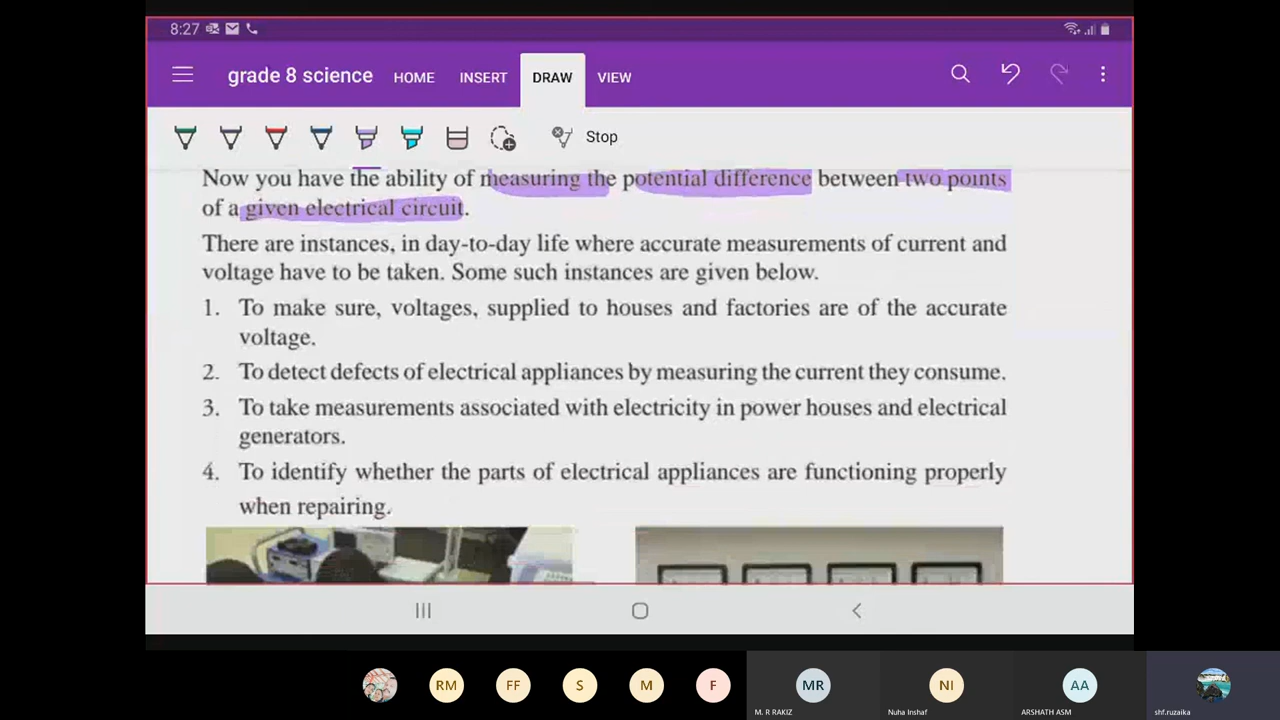 8:27
grade 8 science HOME INSERT DRAW VIEW
Stop
Now you have the ability of measuring the potential difference between two points
of a given electrical circuit.
There are instances, in day-to-day life where accurate measurements of current and
voltage have to be taken. Some such instances are given below.
1. To make sure, voltages, supplied to houses and factories are of the accurate
voltage.
2. To detect defects of electrical appliances by measuring the current they consume.
3. To take measurements associated with electricity in power houses and electrical
generators.
4. To identify whether the parts of electrical appliances are functioning properly
when repairing.
RM FF S M F MR NI AA
M. R RAKIZ Nuha Inshaf ARSHATH ASM shf.ruzaika